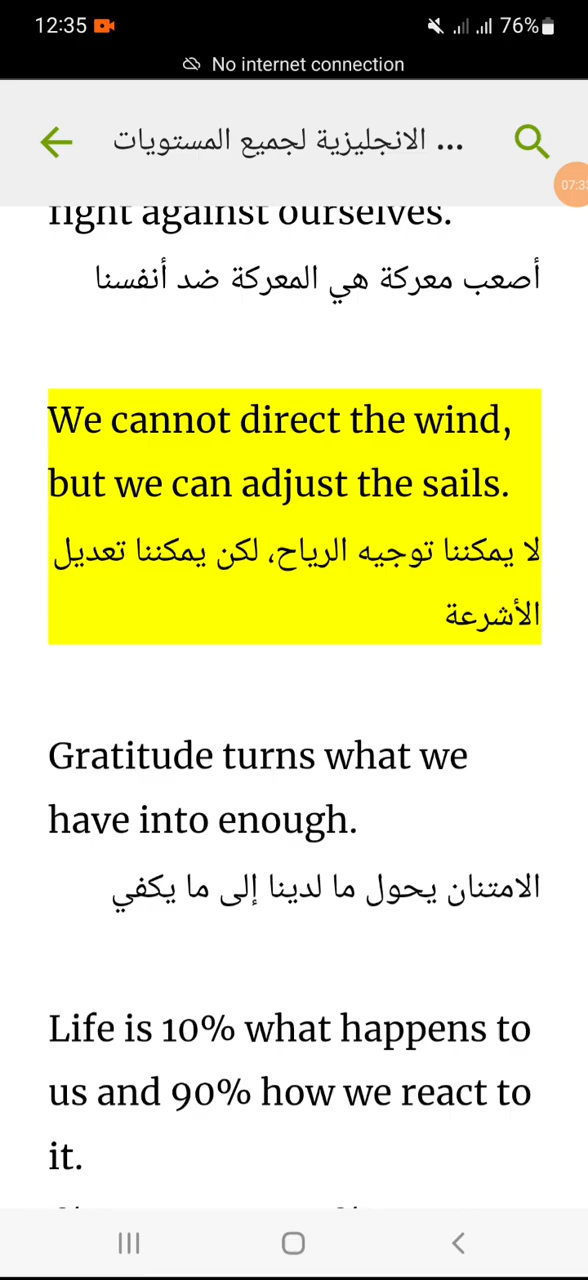 12:35
76%
No internet connection
... الانجليزية لجميع المستويات
07:3
fight against ourselves.
أصعب معركة هي المعركة ضد أنفسنا
We cannot direct the wind,
but we can adjust the sails.
لا يمكننا توجيه الرياح، لكن يمكننا تعديل
الأشرعة
Gratitude turns what we
have into enough.
الامتنان يحول ما لدينا إلى ما يكفي
Life is 10% what happens to
us and 90% how we react to
it.